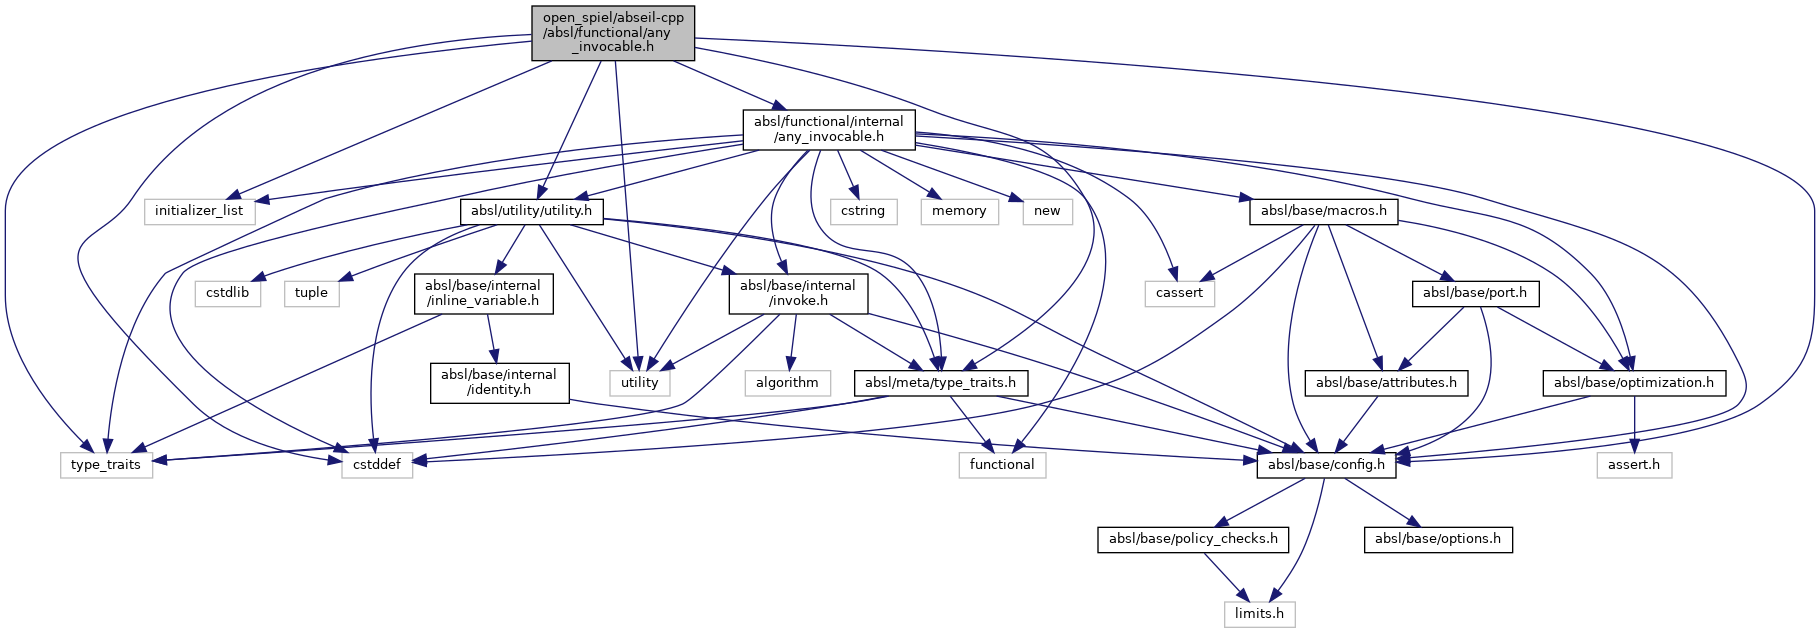 open_spiel/abseil-cpp
/absl/functional/any
_invocable.h
absl/functional/internal
/any_invocable.h
initializer_list
absl/utility/utility.h
cstring
memory
new
absl/base/macros.h
cstdlib
tuple
absl/base/internal
/inline_variable.h
absl/base/internal
/invoke.h
cassert
absl/base/port.h
absl/base/internal
/identity.h
utility
algorithm
absl/meta/type_traits.h
absl/base/attributes.h
absl/base/optimization.h
type_traits
cstddef
functional
absl/base/config.h
assert.h
absl/base/policy_checks.h
absl/base/options.h
limits.h